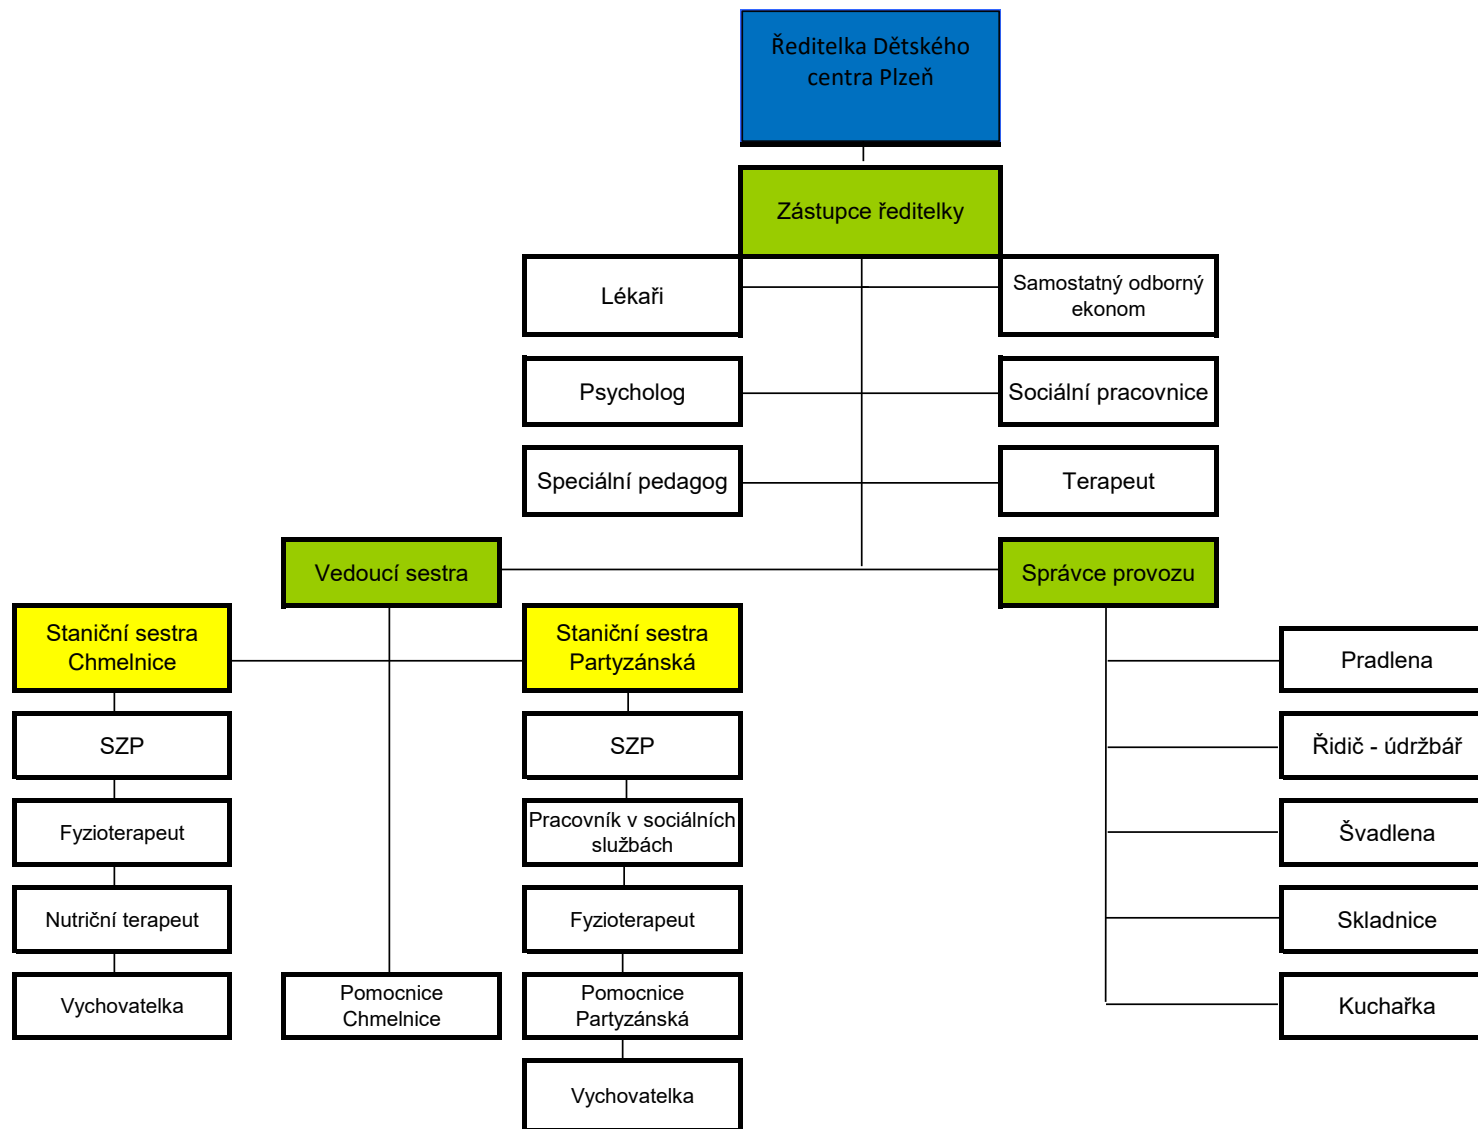 Ředitelka Dětského
centra Plzeň
Zástupce ředitelky
Lékaři
Samostatný odborný
ekonom
Psycholog
Sociální pracovnice
Speciální pedagog
Terapeut
Vedoucí sestra
Správce provozu
Staniční sestra
Chmelnice
Staniční sestra
Partyzánská
Pradlena
SZP
SZP
Řidič - údržbář
Fyzioterapeut
Pracovník v sociálních
službách
Švadlena
Nutriční terapeut
Fyzioterapeut
Skladnice
Vychovatelka
Pomocnice
Chmelnice
Pomocnice
Partyzánská
Kuchařka
Vychovatelka